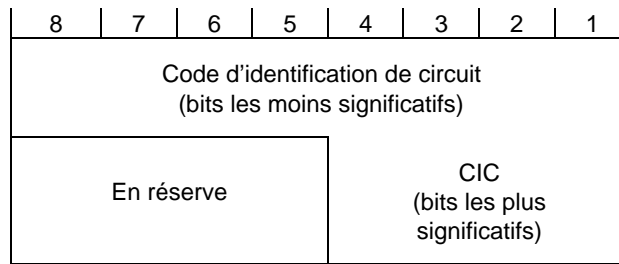 8 7 6 5 4 3 2 1
Code d'identification de circuit
(bits les moins significatifs)
En réserve
CIC
(bits les plus
significatifs)